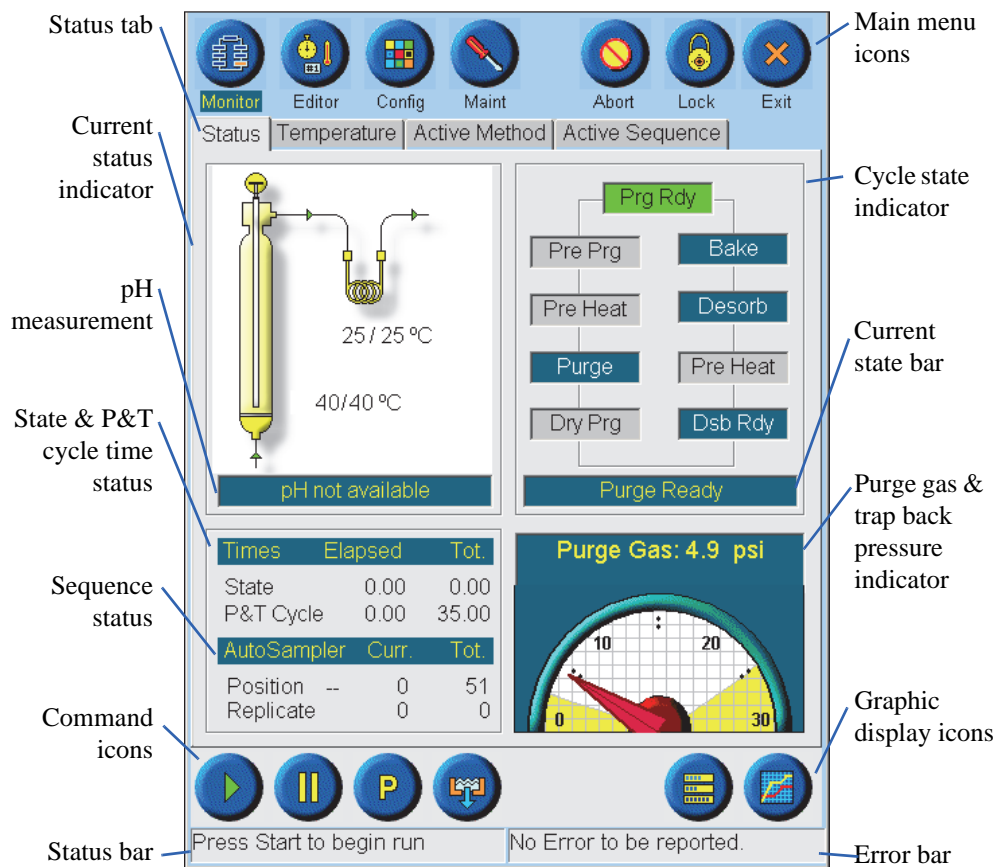 Status tab
Main menu
icons
#1
Monitor Editor Config Maint Abort Lock Exit
Status Temperature Active Method Active Sequence
Current
status
indicator
Cycle state
indicator
pH
measurement
Current
state bar
25 / 25 ºC
40/40 ºC
pH not available
Prg Rdy
Pre Prg
Bake
Pre Heat
Desorb
Purge
Pre Heat
Dry Prg
Dsb Rdy
Purge Ready
State & P&T
cycle time
status
Purge gas &
trap back
pressure
indicator
Times Elapsed Tot.
State 0.00 0.00
P&T Cycle 0.00 35.00
Sequence
status
AutoSampler Curr. Tot.
Position -- 0 51
Replicate 0 0
Purge Gas: 4.9 psi
10
20
0
30
Command
icons
Graphic
display icons
P
Status bar
Press Start to begin run
No Error to be reported.
Error bar